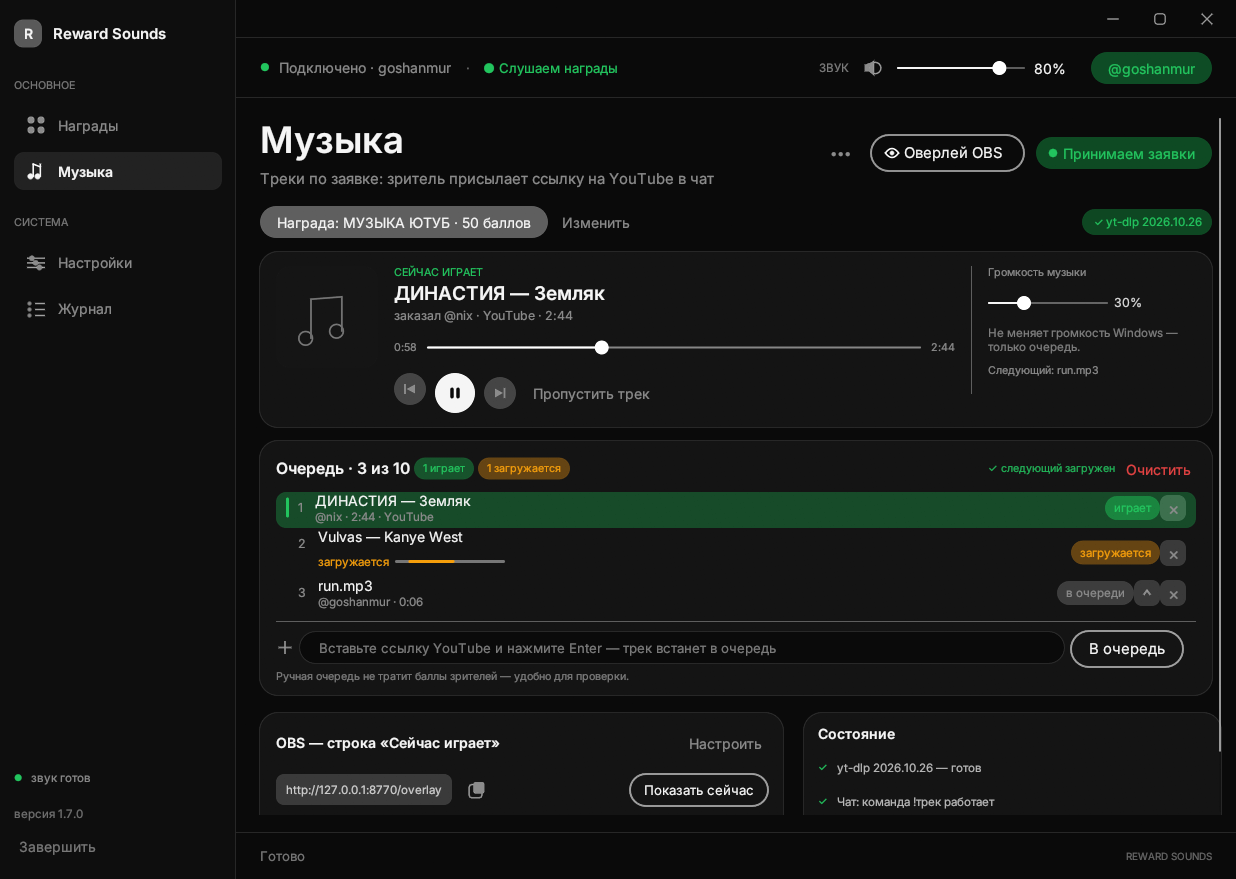 R Reward Sounds
ОСНОВНОЕ
Награды
Музыка
СИСТЕМА
Настройки
Журнал
звук готов
версия 1.7.0
Завершить
Подключено · goshanmur · Слушаем награды
ЗВУК 80% @goshanmur
Музыка
Треки по заявке: зритель присылает ссылку на YouTube в чат
Оверлей OBS
Принимаем заявки
Награда: МУЗЫКА ЮТУБ · 50 баллов Изменить
✓ yt-dlp 2026.10.26
СЕЙЧАС ИГРАЕТ
ДИНАСТИЯ — Земляк
заказал @nix · YouTube · 2:44
0:58 2:44
Пропустить трек
Громкость музыки
30%
Не меняет громкость Windows —
только очередь.
Следующий: run.mp3
Очередь · 3 из 10 1 играет 1 загружается
✓ следующий загружен Очистить
1 ДИНАСТИЯ — Земляк
@nix · 2:44 · YouTube
играет
2 Vulvas — Kanye West
загружается
загружается
3 run.mp3
@goshanmur · 0:06
в очереди
Вставьте ссылку YouTube и нажмите Enter — трек встанет в очередь
В очередь
Ручная очередь не тратит баллы зрителей — удобно для проверки.
OBS — строка «Сейчас играет» Настроить
http://127.0.0.1:8770/overlay Показать сейчас
Состояние
✓ yt-dlp 2026.10.26 — готов
✓ Чат: команда !трек работает
Готово
REWARD SOUNDS